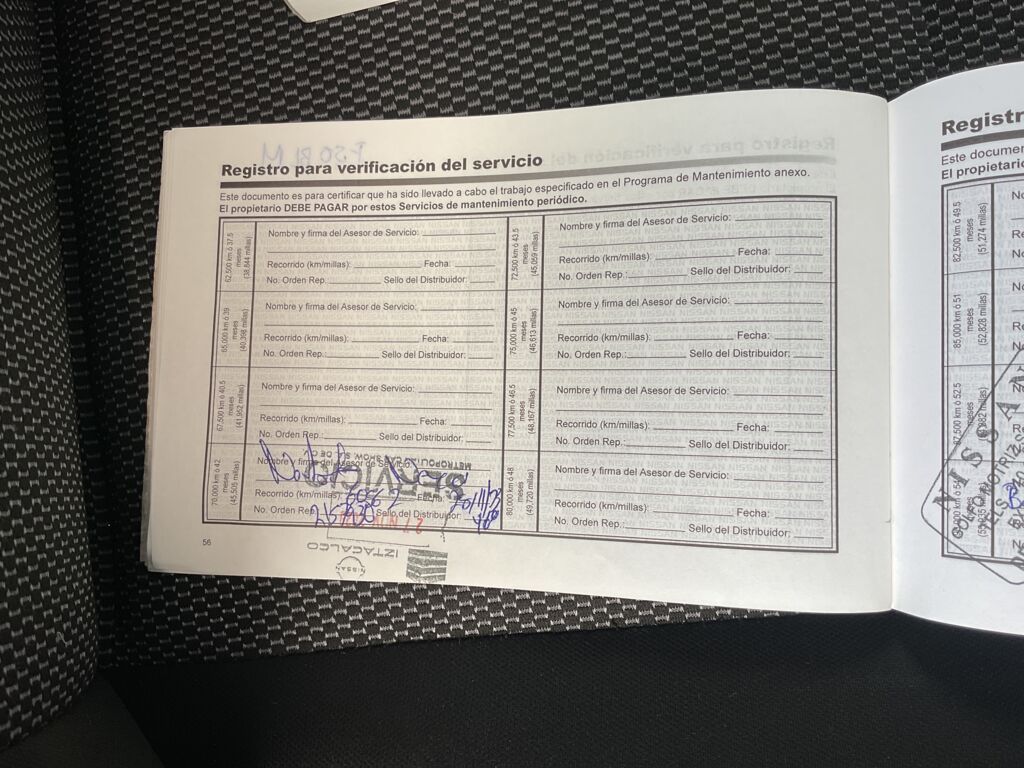 Registro para verificación del servicio
Este documento es para certificar que ha sido llevado a cabo el trabajo especificado en el Programa de Mantenimiento anexo.
El propietario DEBE PAGAR por estos Servicios de mantenimiento periódico.
62,500 km ó 37.5
meses
(38,844 millas)
Nombre y firma del Asesor de Servicio:
Recorrido (km/millas): Fecha:
No. Orden Rep.: Sello del Distribuidor:
65,000 km ó 39
meses
(40,398 millas)
Nombre y firma del Asesor de Servicio:
Recorrido (km/millas): Fecha:
No. Orden Rep.: Sello del Distribuidor:
67,500 km ó 40.5
meses
(41,952 millas)
Nombre y firma del Asesor de Servicio:
Recorrido (km/millas): Fecha:
No. Orden Rep.: Sello del Distribuidor:
70,000 km ó 42
meses
(45,505 millas)
Nombre y firma del Asesor de Servicio
Recorrido (km/millas): Fecha:
No. Orden Rep. Sello del Distribuidor:
METROPOLITAN CAR SHOW
SERVICIO
IZTACALCO
NISSAN
72,500 km ó 43.5
meses
(45,059 millas)
Nombre y firma del Asesor de Servicio:
Recorrido (km/millas): Fecha:
No. Orden Rep.: Sello del Distribuidor:
75,000 km ó 45
meses
(46,613 millas)
Nombre y firma del Asesor de Servicio:
Recorrido (km/millas): Fecha:
No. Orden Rep.: Sello del Distribuidor:
77,500 km ó 46.5
meses
(48,167 millas)
Nombre y firma del Asesor de Servicio:
Recorrido (km/millas): Fecha:
No. Orden Rep.: Sello del Distribuidor:
80,000 km ó 48
meses
(49,720 millas)
Nombre y firma del Asesor de Servicio:
Recorrido (km/millas): Fecha:
No. Orden Rep.: Sello del Distribuidor:
56
Registr
Este documen
El propietario
82,500 km ó 49.5
meses
(51,274 millas)
85,000 km ó 51
meses
(52,828 millas)
NISSA